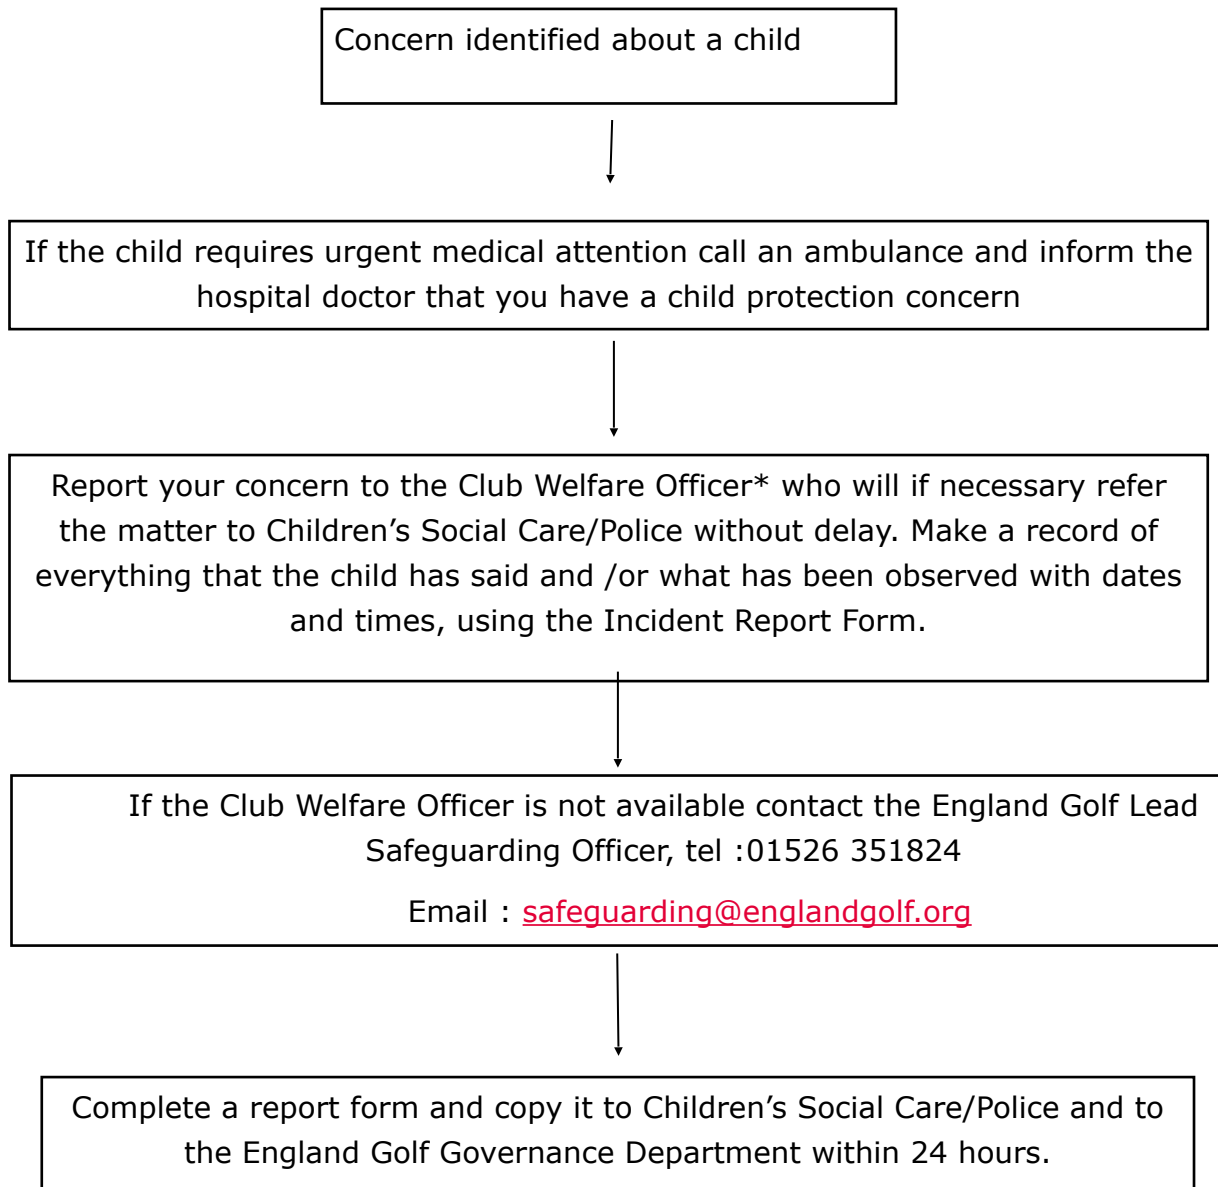 Concern identified about a child
If the child requires urgent medical attention call an ambulance and inform the
hospital doctor that you have a child protection concern
Report your concern to the Club Welfare Officer* who will if necessary refer
the matter to Children’s Social Care/Police without delay. Make a record of
everything that the child has said and /or what has been observed with dates
and times, using the Incident Report Form.
If the Club Welfare Officer is not available contact the England Golf Lead
Safeguarding Officer, tel :01526 351824
Email : safeguarding@englandgolf.org
Complete a report form and copy it to Children’s Social Care/Police and to
the England Golf Governance Department within 24 hours.